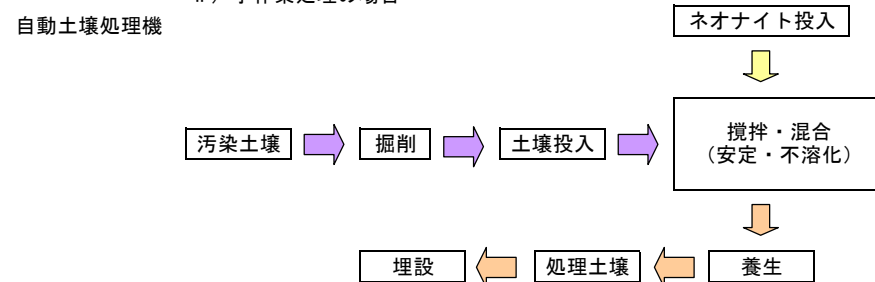 自動土壌処理機
ネオナイト投入
汚染土壌
掘削
土壌投入
撹拌・混合
（安定・不溶化）
埋設
処理土壌
養生